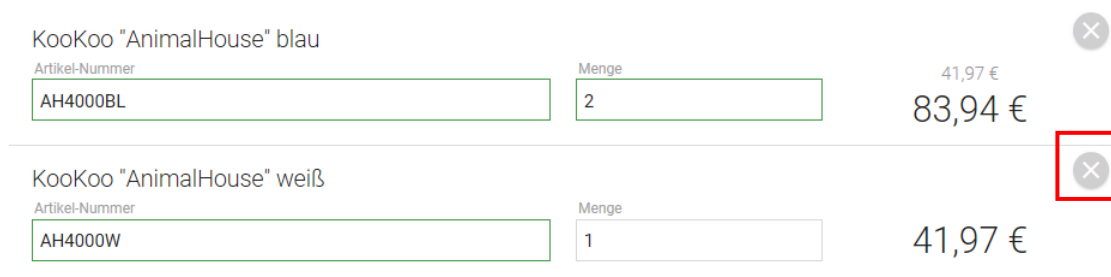 KooKoo "AnimalHouse" blau
Artikel-Nummer Menge
41,97 €
AH4000BL 2 83,94 €
KooKoo "AnimalHouse" weiß
Artikel-Nummer Menge
AH4000W 1 41,97 €